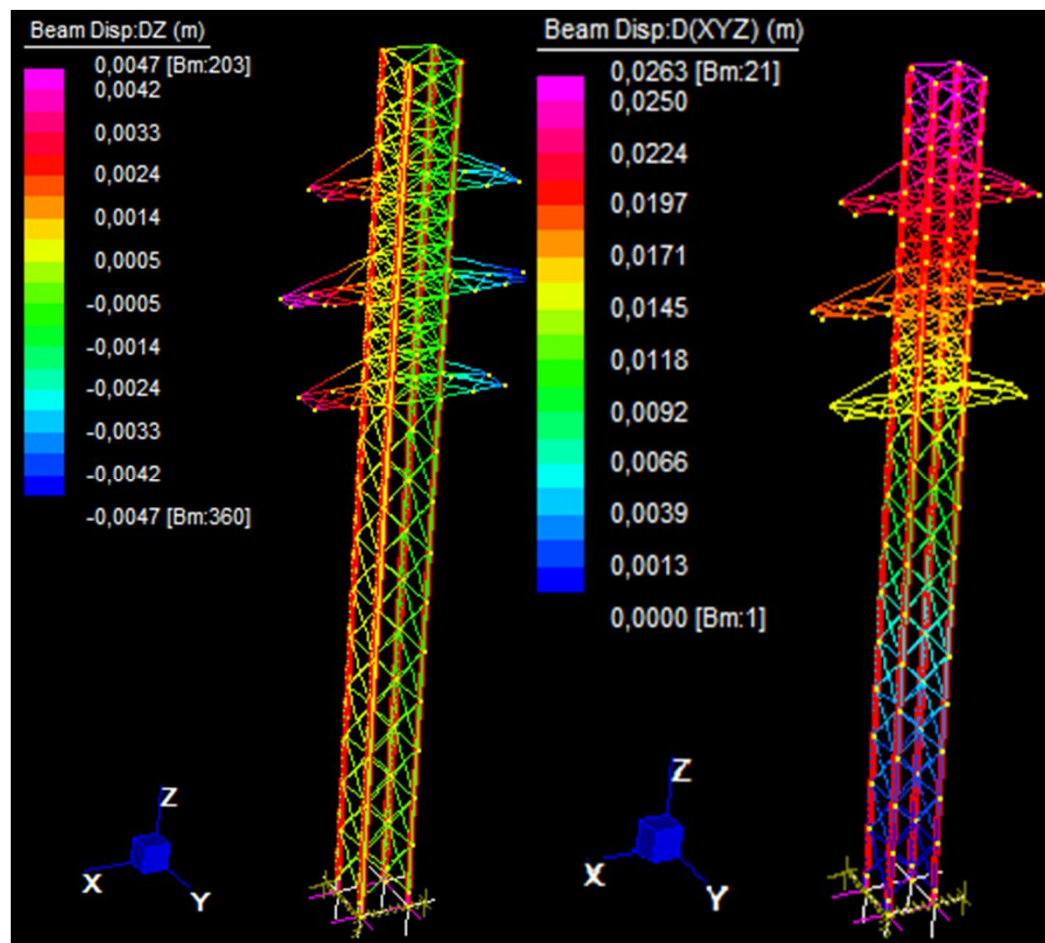 Beam Disp:DZ (m)
0,0047 [Bm:203]
0,0042
0,0033
0,0024
0,0014
0,0005
-0,0005
-0,0014
-0,0024
-0,0033
-0,0042
-0,0047 [Bm:360]
Z
X
Y
Beam Disp:D(XYZ) (m)
0,0263 [Bm:21]
0,0250
0,0224
0,0197
0,0171
0,0145
0,0118
0,0092
0,0066
0,0039
0,0013
0,0000 [Bm:1]
Z
X
Y